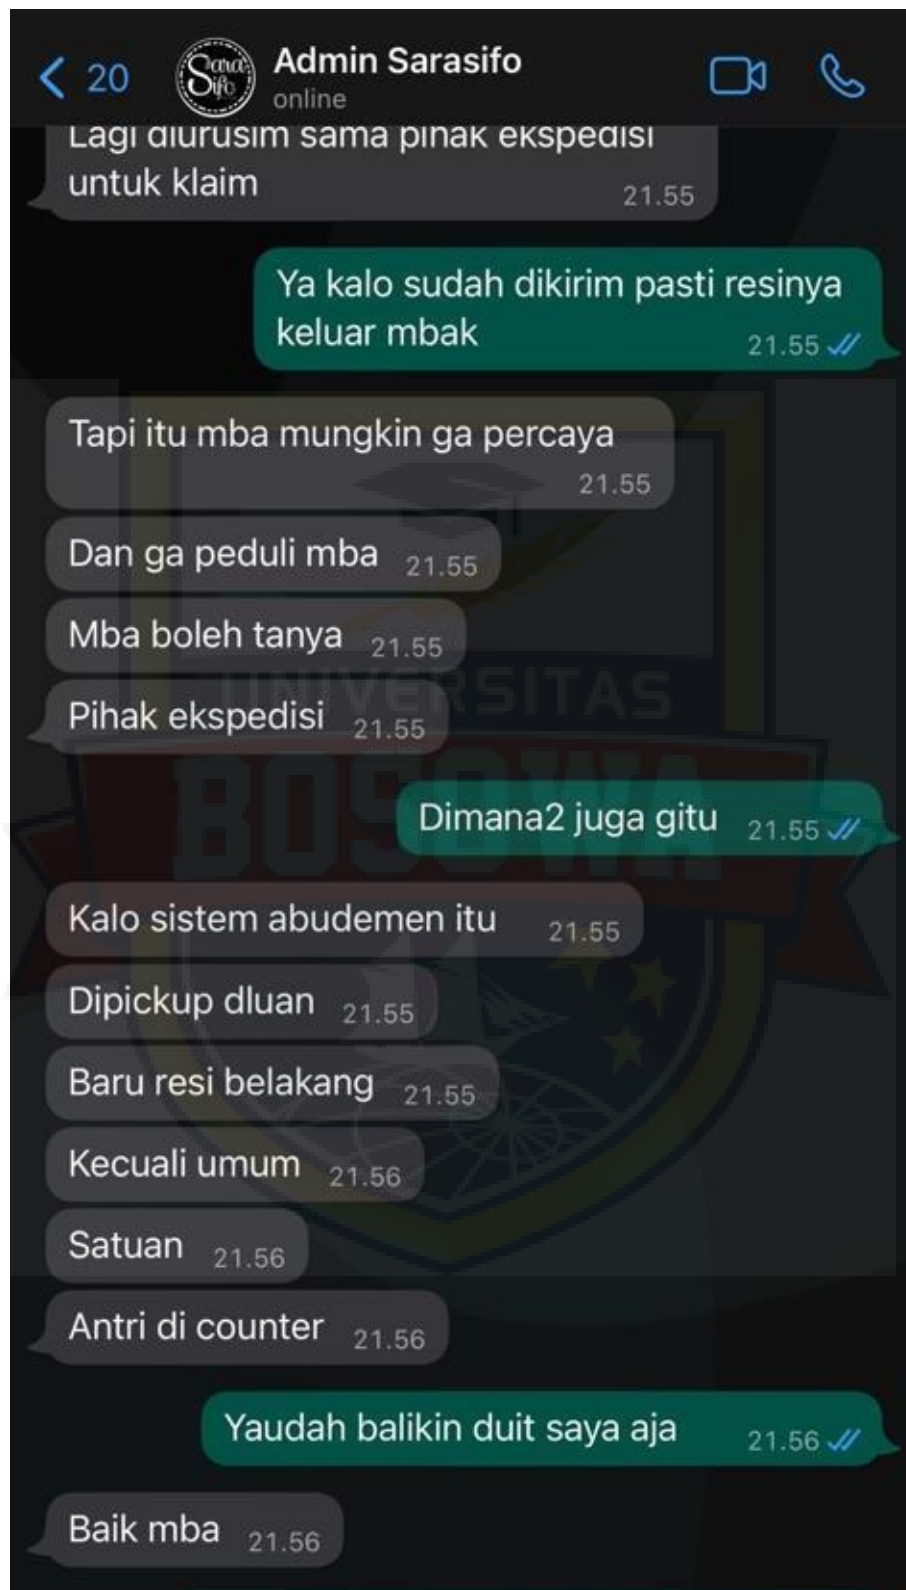 20
Sara
Sifo
Admin Sarasifo
online
Lagi diurusim sama pihak ekspedisi
untuk klaim
21.55
Ya kalo sudah dikirim pasti resinya
keluar mbak
21.55
Tapi itu mba mungkin ga percaya
21.55
Dan ga peduli mba 21.55
Mba boleh tanya 21.55
Pihak ekspedisi 21.55
UNIVERSITAS
BOSOWA
Dimana2 juga gitu 21.55
Kalo sistem abudemen itu 21.55
Dipickup dluan 21.55
Baru resi belakang 21.55
Kecuali umum 21.56
Satuan 21.56
Antri di counter 21.56
Yaudah balikin duit saya aja 21.56
Baik mba 21.56